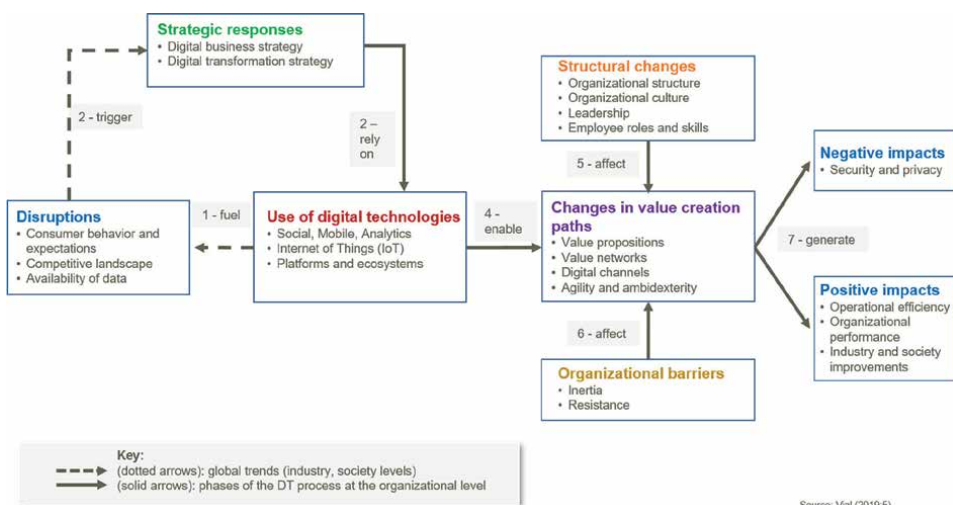 Strategic responses
• Digital business strategy
• Digital transformation strategy
2 - trigger
2 –
rely
on
Disruptions
• Consumer behavior and
expectations
• Competitive landscape
• Availability of data
1 - fuel
Use of digital technologies
• Social, Mobile, Analytics
• Internet of Things (IoT)
• Platforms and ecosystems
4 -
enable
Structural changes
• Organizational structure
• Organizational culture
• Leadership
• Employee roles and skills
5 - affect
Changes in value creation
paths
• Value propositions
• Value networks
• Digital channels
• Agility and ambidexterity
6 - affect
Organizational barriers
• Inertia
• Resistance
Negative impacts
• Security and privacy
7 - generate
Positive impacts
• Operational efficiency
• Organizational
performance
• Industry and society
improvements
Key:
(dotted arrows): global trends (industry, society levels)
(solid arrows): phases of the DT process at the organizational level
Source: Vial (2019:5)